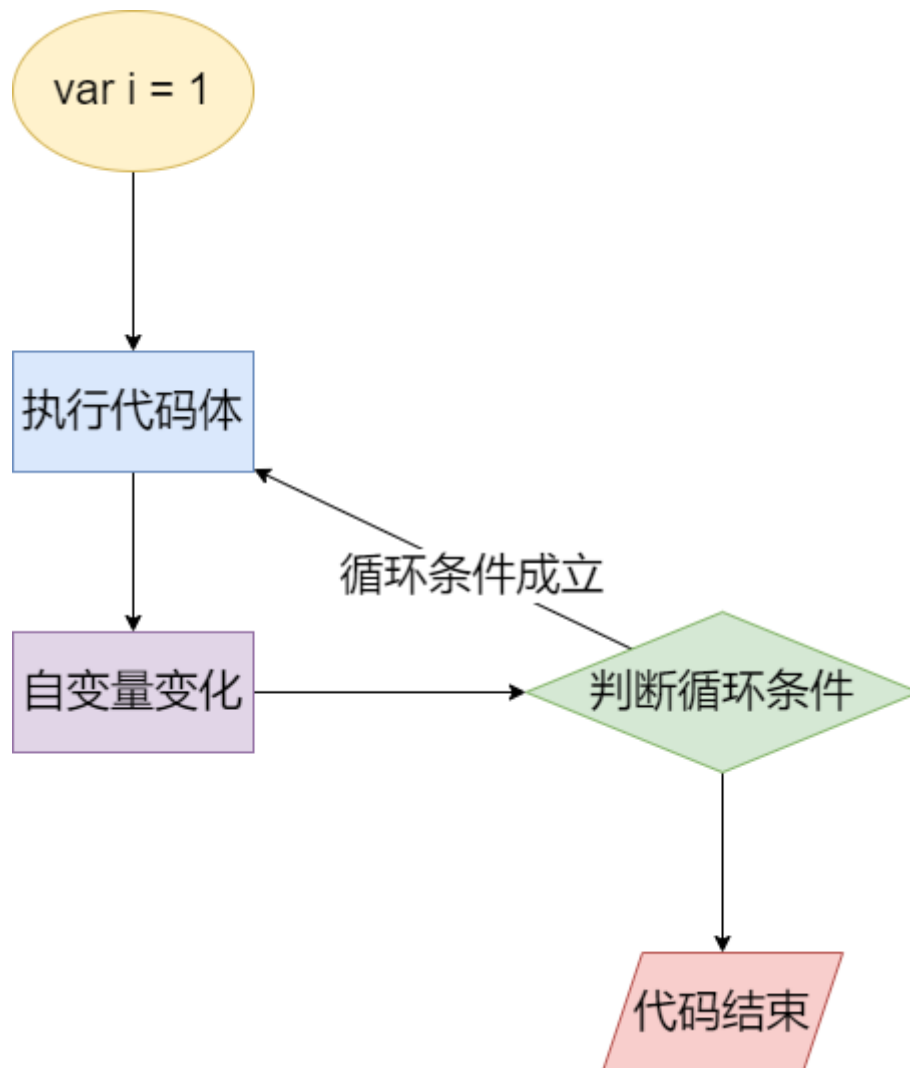 var i = 1
执行代码体
循环条件成立
自变量变化
判断循环条件
代码结束